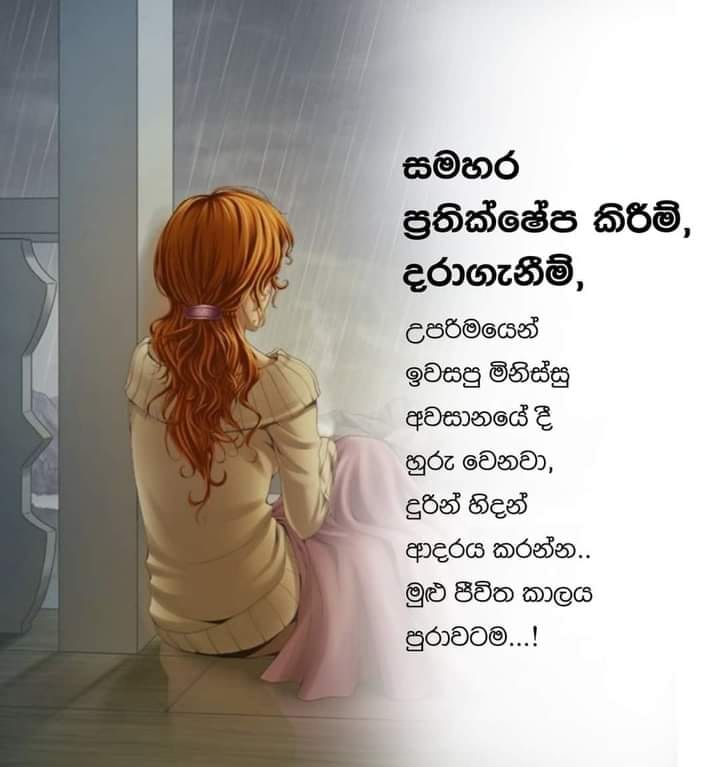 සමහර
ප්‍රතික්ෂේප කිරීම්,
දරාගැනීම්,
උපරිමයෙන්
ඉවසපු මිනිස්සු
අවසානයේ දී
හුරු වෙනවා,
දුරින් හිදන්
ආදරය කරන්න..
මුළු ජීවිත කාලය
පුරාවටම...!